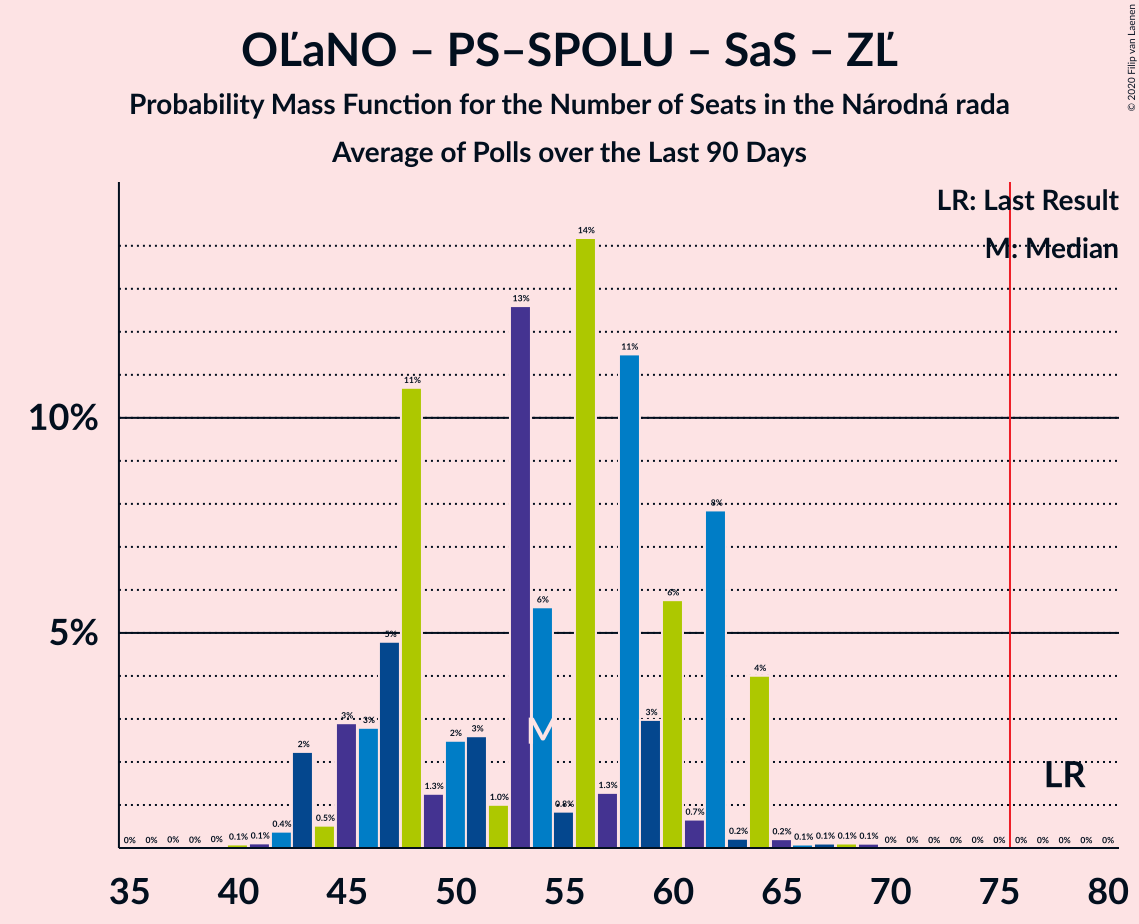 OĽaNO – PS–SPOLU – SaS – ZĽ
Probability Mass Function for the Number of Seats in the Národná rada
Average of Polls over the Last 90 Days
© 2020 Filip van Laenen
LR: Last Result
M: Median
10%
5%
0% 0% 0% 0% 0% 0.1% 0.1% 0.4% 2% 0.5% 3% 3% 5% 11% 1.3% 2% 3% 1.0% 13% 6% 0.8% 14% 1.3% 11% 3% 6% 0.7% 8% 0.2% 4% 0.2% 0.1% 0.1% 0.1% 0.1% 0% 0% 0% 0% 0% 0% 0% 0% 0% 0% 0%
M
LR
35 40 45 50 55 60 65 70 75 80